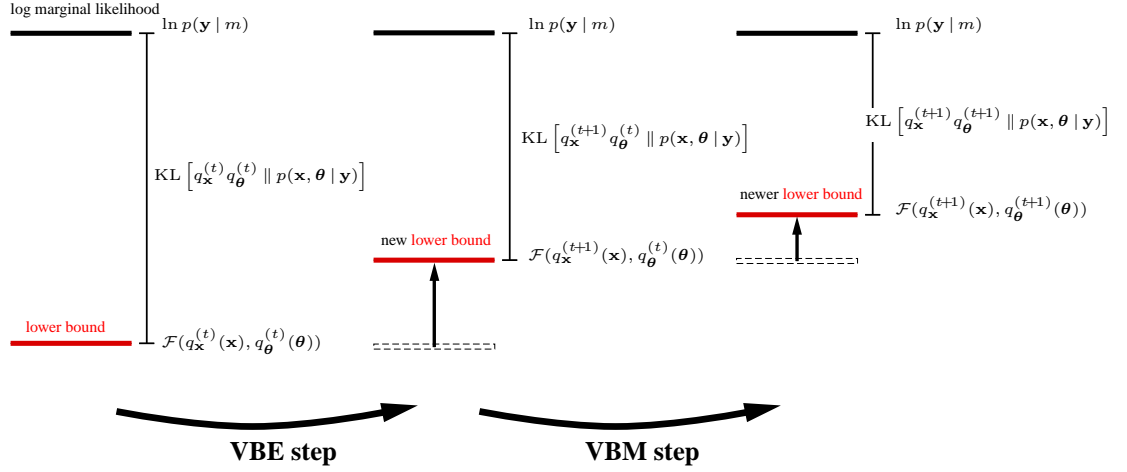 log marginal likelihood
ln p(y | m)
ln p(y | m)
ln p(y | m)
KL [q_x^(t) q_θ^(t) ‖ p(x, θ | y)]
KL [q_x^(t+1) q_θ^(t) ‖ p(x, θ | y)]
KL [q_x^(t+1) q_θ^(t+1) ‖ p(x, θ | y)]
newer lower bound
F(q_x^(t+1)(x), q_θ^(t+1)(θ))
new lower bound
F(q_x^(t+1)(x), q_θ^(t)(θ))
lower bound
F(q_x^(t)(x), q_θ^(t)(θ))
VBE step
VBM step